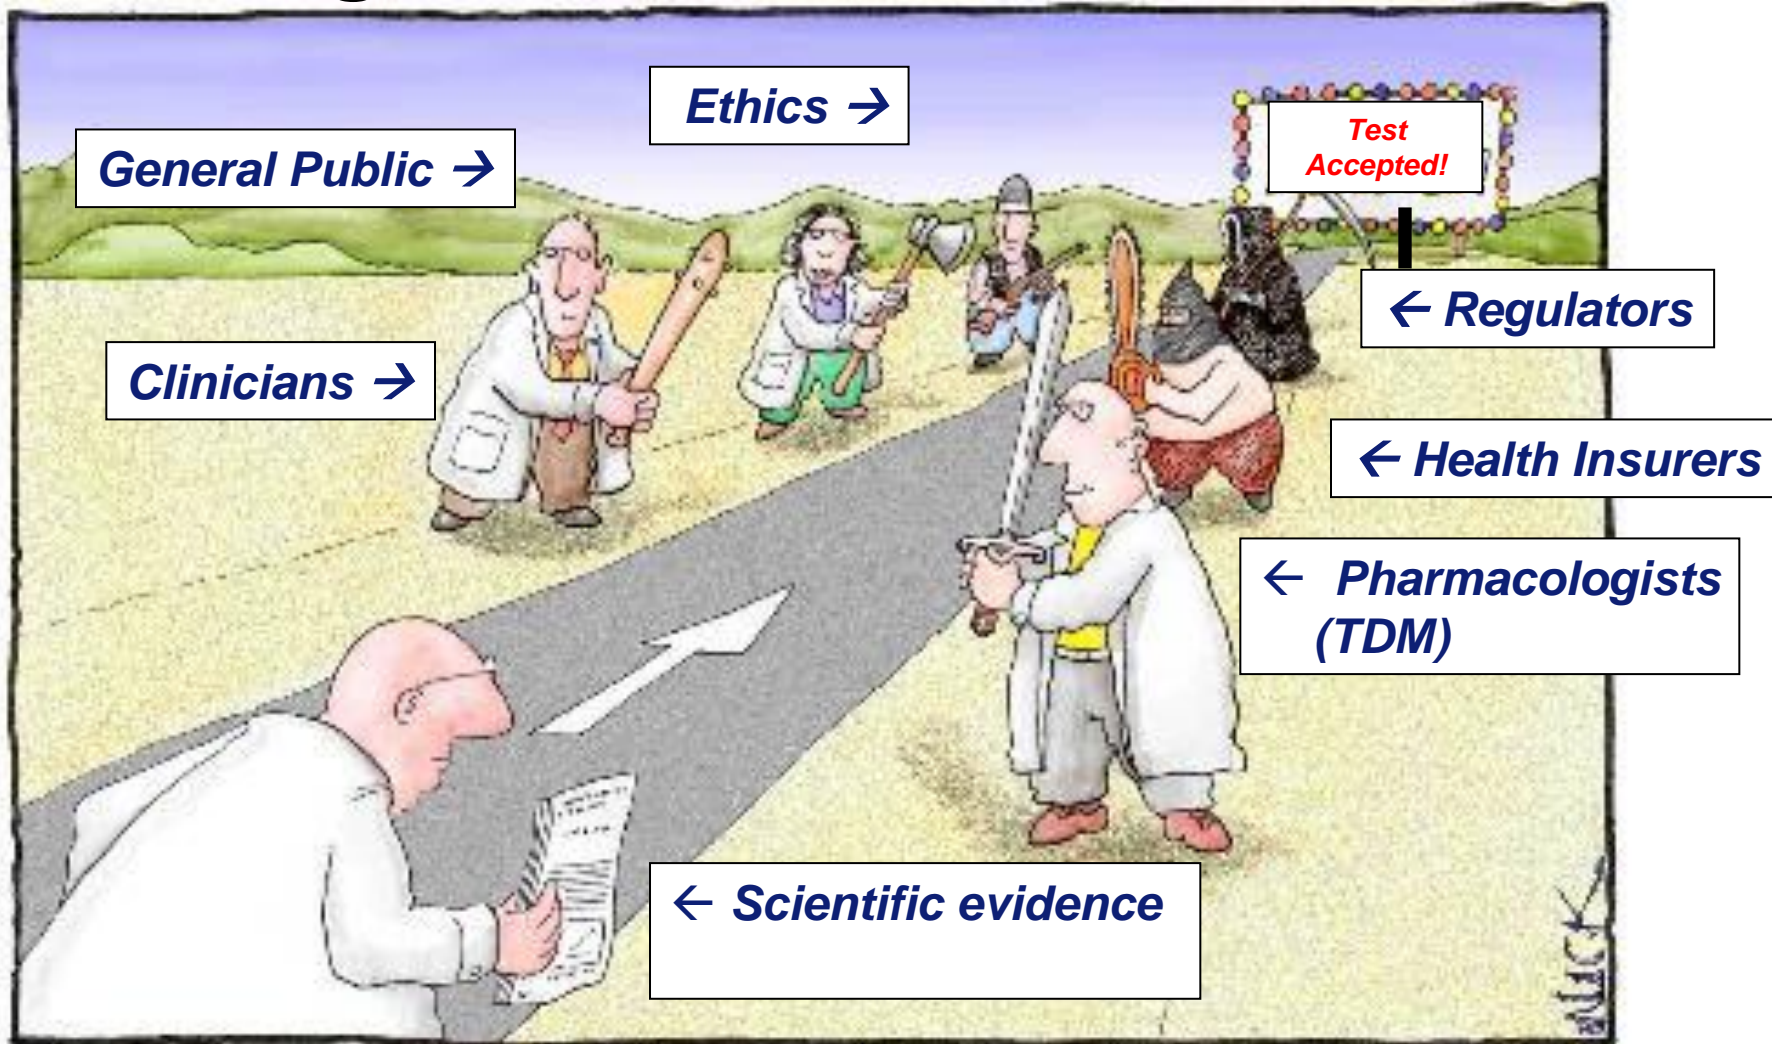 Ethics →
Test
Accepted!
General Public →
← Regulators
Clinicians →
← Health Insurers
← Pharmacologists
(TDM)
← Scientific evidence